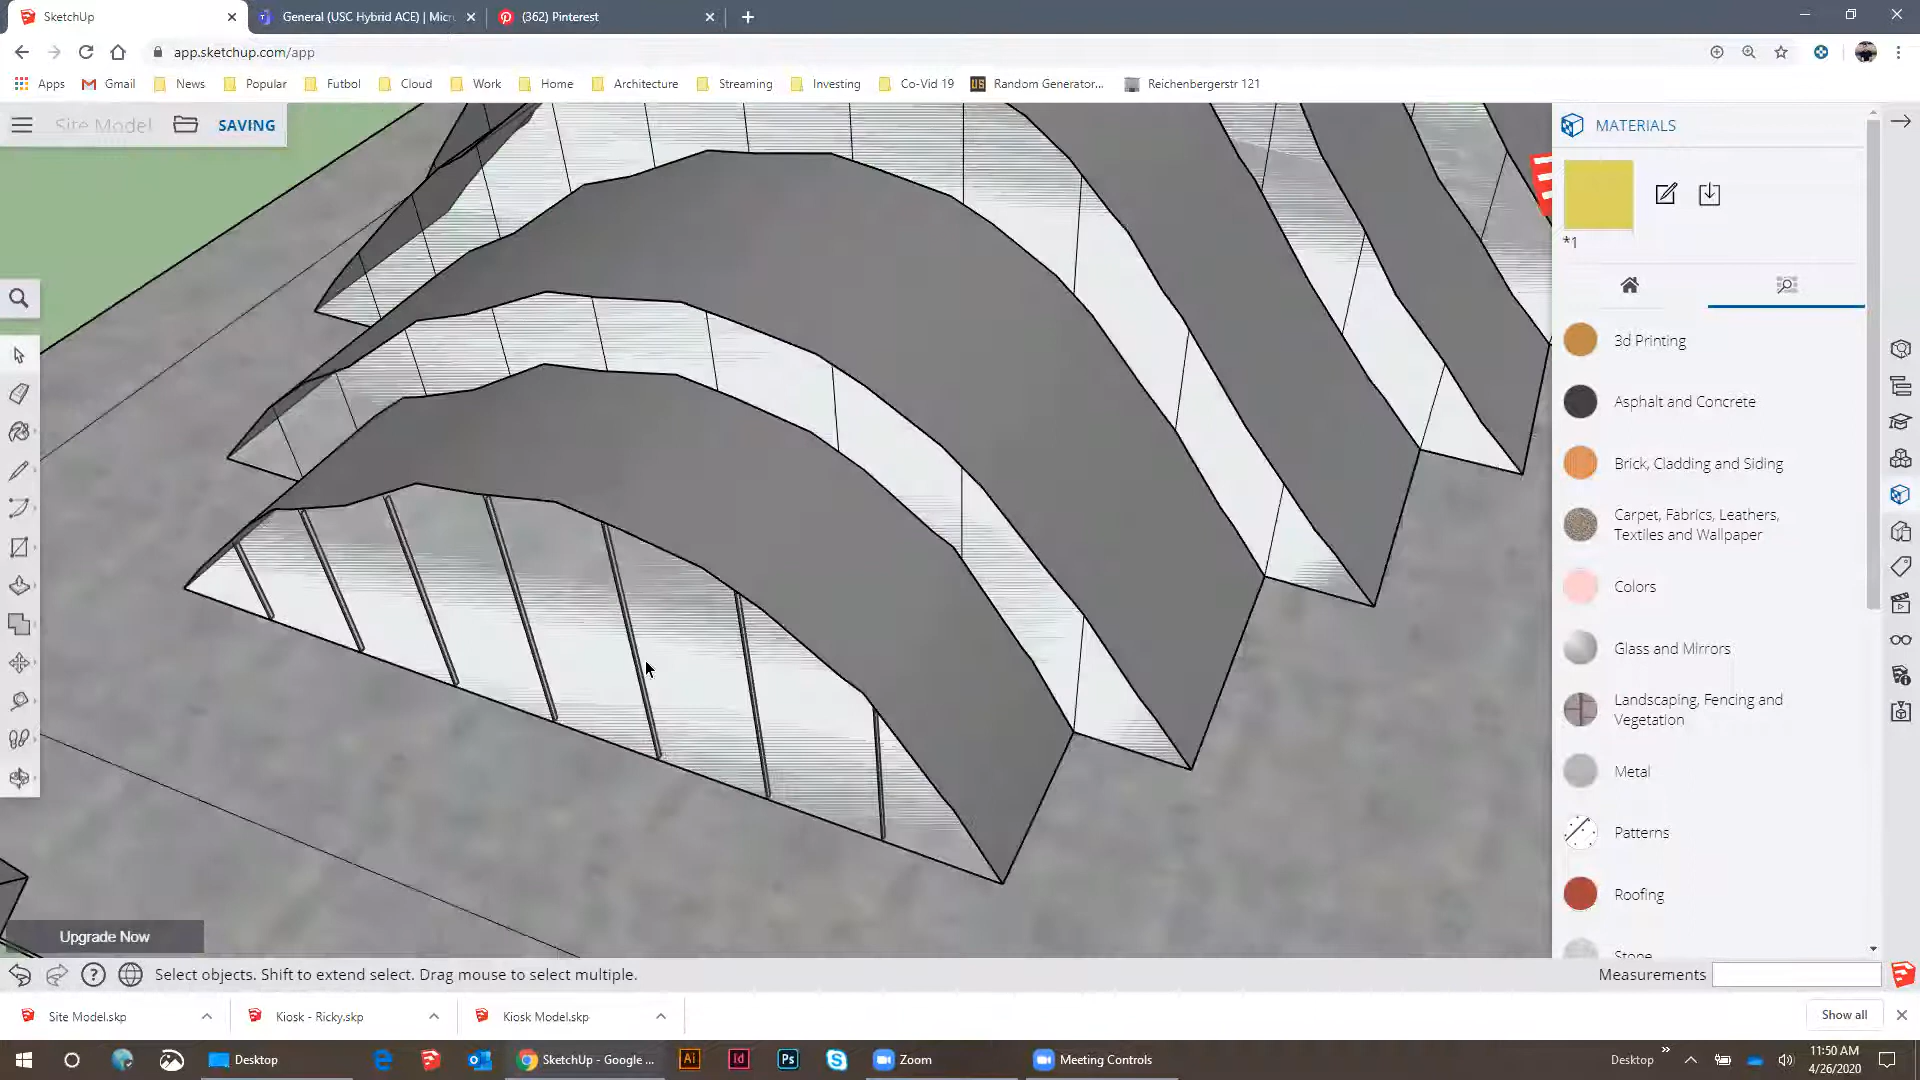 SketchUp
General (USC Hybrid ACE) | Micr
(362) Pinterest
app.sketchup.com/app
Apps
Gmail
News
Popular
Futbol
Cloud
Work
Home
Architecture
Streaming
Investing
Co-Vid 19
Random Generator...
Reichenbergerstr 121
Site Model
SAVING
MATERIALS
*1
3d Printing
Asphalt and Concrete
Brick, Cladding and Siding
Carpet, Fabrics, Leathers,
Textiles and Wallpaper
Colors
Glass and Mirrors
Landscaping, Fencing and
Vegetation
Metal
Patterns
Roofing
Stone
Upgrade Now
Select objects. Shift to extend select. Drag mouse to select multiple.
Measurements
Site Model.skp
Kiosk - Ricky.skp
Kiosk Model.skp
Show all
Desktop
Ai
Id
Ps
SketchUp - Google ...
Zoom
Meeting Controls
Desktop
11:50 AM
4/26/2020